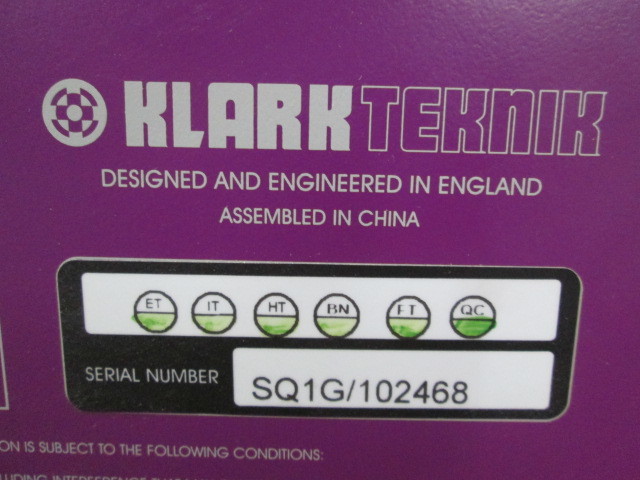 KLARK TEKNIK
DESIGNED AND ENGINEERED IN ENGLAND
ASSEMBLED IN CHINA
ET IT HT BN FT QC
SERIAL NUMBER SQ1G/102468
ON IS SUBJECT TO THE FOLLOWING CONDITIONS:
INTERFERENCE